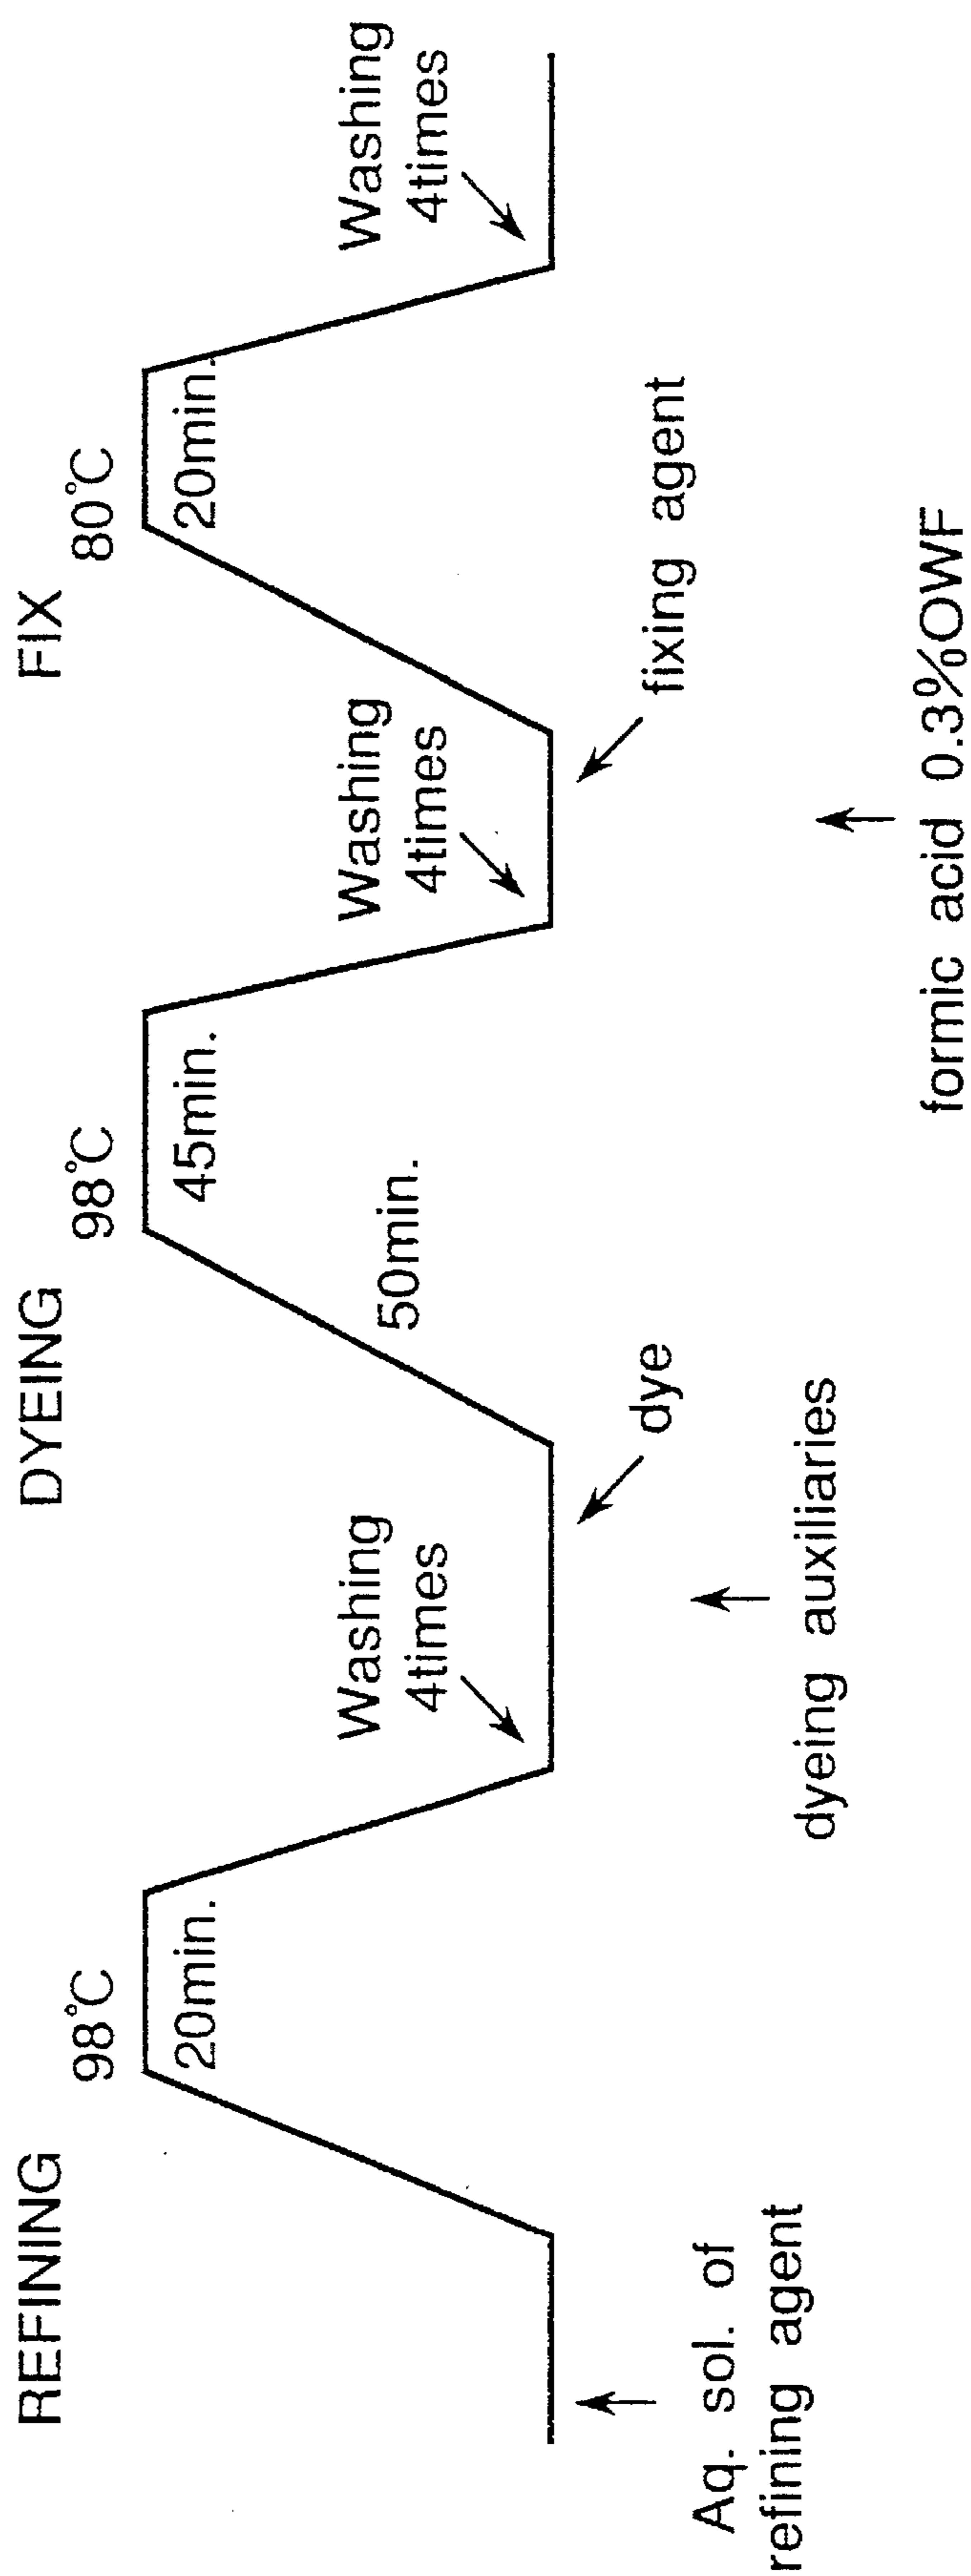 REFINING
98°C
20min.
Aq. sol. of
refining agent
Washing
4times
DYEING
98°C
45min.
50min.
dye
dyeing auxiliaries
Washing
4times
FIX
80°C
20min.
fixing agent
formic acid 0.3%OWF
Washing
4times